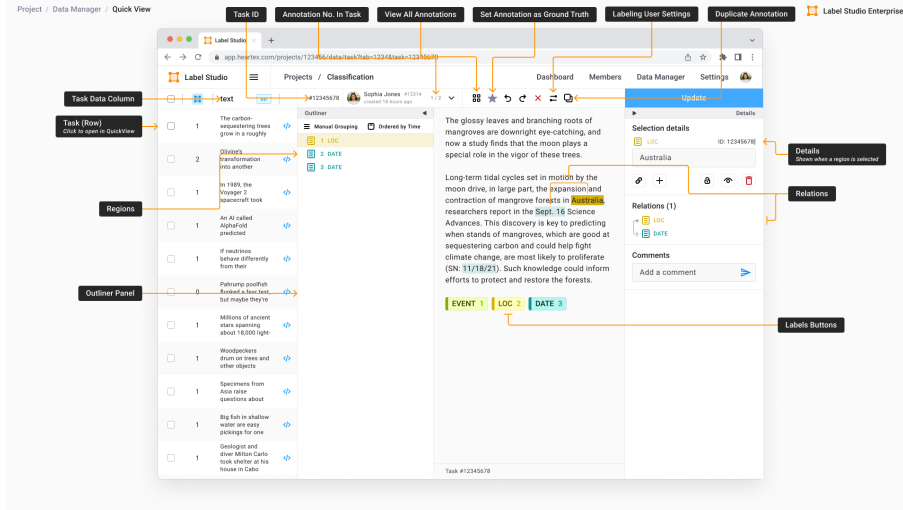 Project / Data Manager / Quick View
Task ID
Annotation No. In Task
View All Annotations
Set Annotation as Ground Truth
Labeling User Settings
Duplicate Annotation
Label Studio Enterprise
Label Studio
app.heartex.com/projects/123456/data/task?tab=1234&task=12345678
Label Studio
Projects / Classification
Dashboard
Members
Data Manager
Settings
Task Data Column
text
#12345678
Sophia Jones #12314
created 18 hours ago
1 / 2
Update
Task (Row)
Click to open in QuickView
Regions
Outliner Panel
1
The carbon-
sequestering trees
grow in a roughly
2
Olivine's
transformation
into another
1
In 1989, the
Voyager 2
spacecraft took
1
An AI called
AlphaFold
predicted
1
If neutrinos
behave differently
from their
0
Pahrump poolfish
flunked a fear test
but maybe they're
1
Millions of ancient
stars spanning
about 18,000 light-
1
Woodpeckers
drum on trees and
other objects
1
Specimens from
Asia raise
questions about
1
Big fish in shallow
water are easy
pickings for one
1
Geologist and
diver Milton Carlo
took shelter at his
house in Cabo
Outliner
Manual Grouping
Ordered by Time
1 LOC
2 DATE
3 DATE
The glossy leaves and branching roots of
mangroves are downright eye-catching, and
now a study finds that the moon plays a
special role in the vigor of these trees.
Long-term tidal cycles set in motion by the
moon drive, in large part, the expansion and
contraction of mangrove forests in Australia,
researchers report in the Sept. 16 Science
Advances. This discovery is key to predicting
when stands of mangroves, which are good at
sequestering carbon and could help fight
climate change, are most likely to proliferate
(SN: 11/18/21). Such knowledge could inform
efforts to protect and restore the forests.
EVENT 1
LOC 2
DATE 3
Task #12345678
Details
Selection details
LOC
ID: 12345678
Australia
Relations (1)
LOC
DATE
Comments
Add a comment
Details
Shown when a region is selected
Relations
Labels Buttons